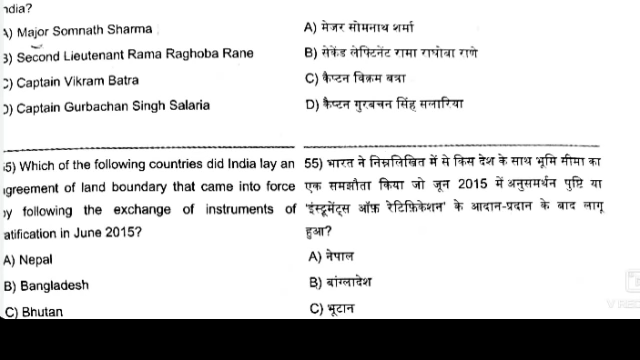 ndia?
A) Major Somnath Sharma
B) Second Lieutenant Rama Raghoba Rane
C) Captain Vikram Batra
D) Captain Gurbachan Singh Salaria
A) मेजर सोमनाथ शर्मा
B) सेकेंड लेफ्टिनेंट रामा राघोबा राणे
C) कैप्टन विक्रम बत्रा
D) कैप्टन गुरबचन सिंह सलारिया
55) Which of the following countries did India lay an
agreement of land boundary that came into force
by following the exchange of instruments of
ratification in June 2015?
A) Nepal
B) Bangladesh
C) Bhutan
55) भारत ने निम्नलिखित में से किस देश के साथ भूमि सीमा का
एक समझौता किया जो जून 2015 में अनुसमर्थन पुष्टि या
'इंस्ट्रूमेंट्स ऑफ़ रेटिफ़िकेशन' के आदान-प्रदान के बाद लागू
हुआ?
A) नेपाल
B) बांग्लादेश
C) भूटान